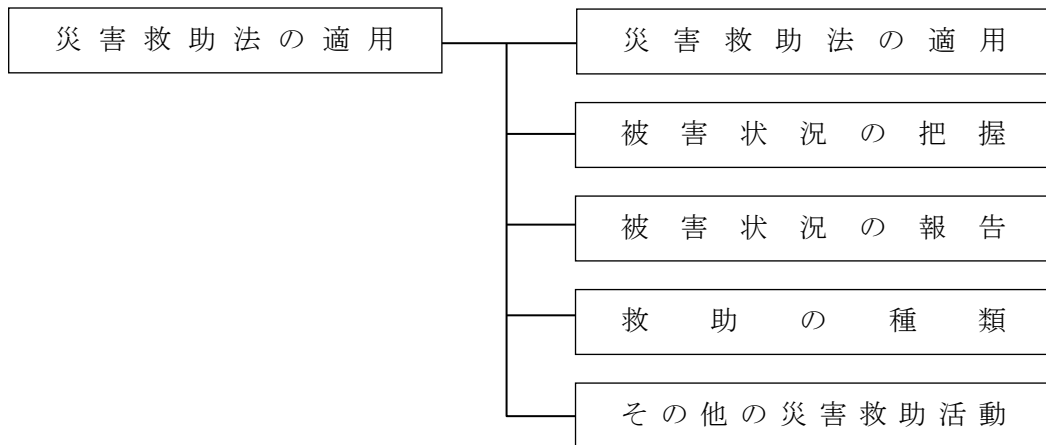 災害救助法の適用
災害救助法の適用
被害状況の把握
被害状況の報告
救助の種類
その他の災害救助活動